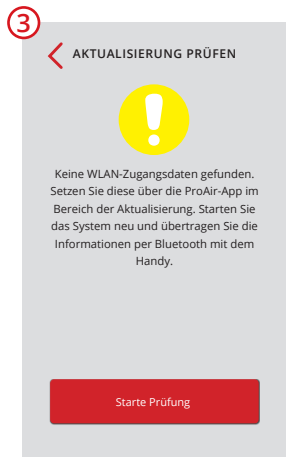 3
AKTUALISIERUNG PRÜFEN
Keine WLAN-Zugangsdaten gefunden.
Setzen Sie diese über die ProAir-App im
Bereich der Aktualisierung. Starten Sie
das System neu und übertragen Sie die
Informationen per Bluetooth mit dem
Handy.
Starte Prüfung